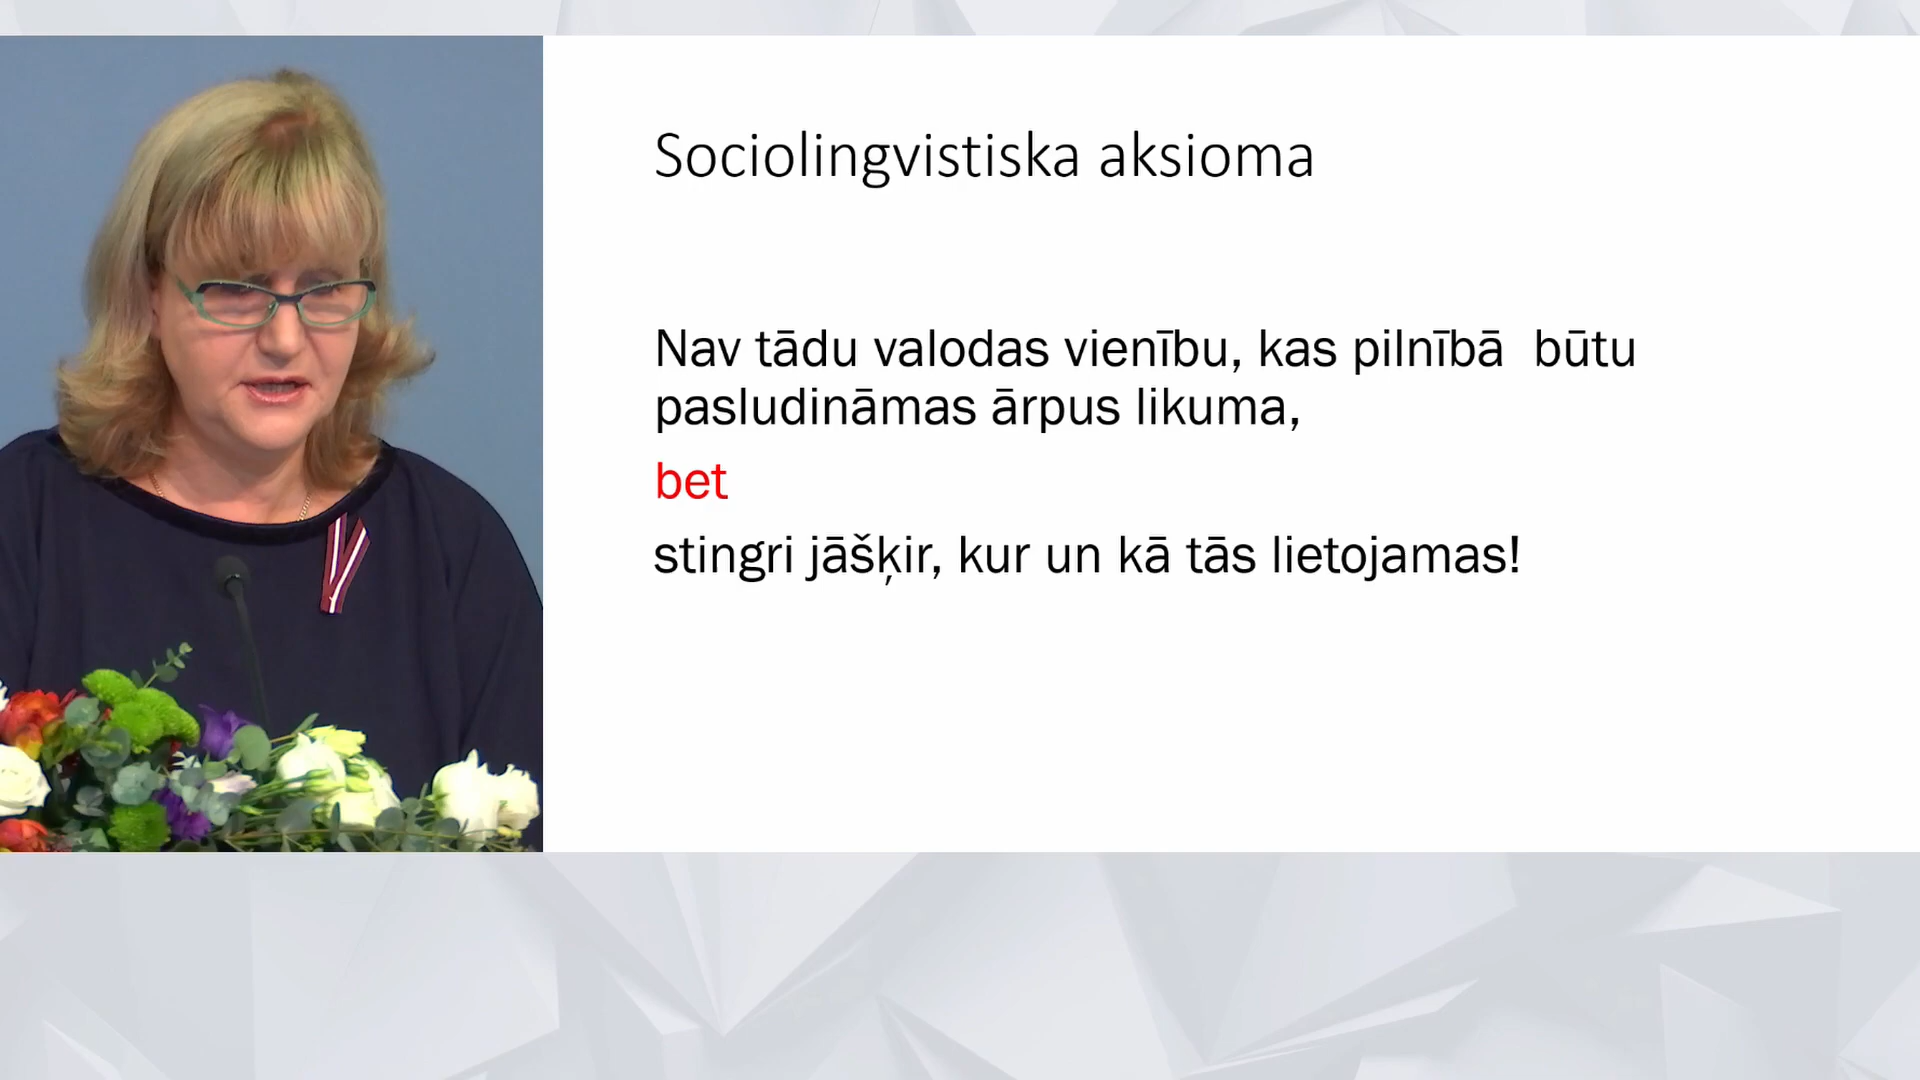 Sociolingvistiska aksioma
Nav tādu valodas vienību, kas pilnībā  būtu
pasludināmas ārpus likuma,
bet
stingri jāšķir, kur un kā tās lietojamas!